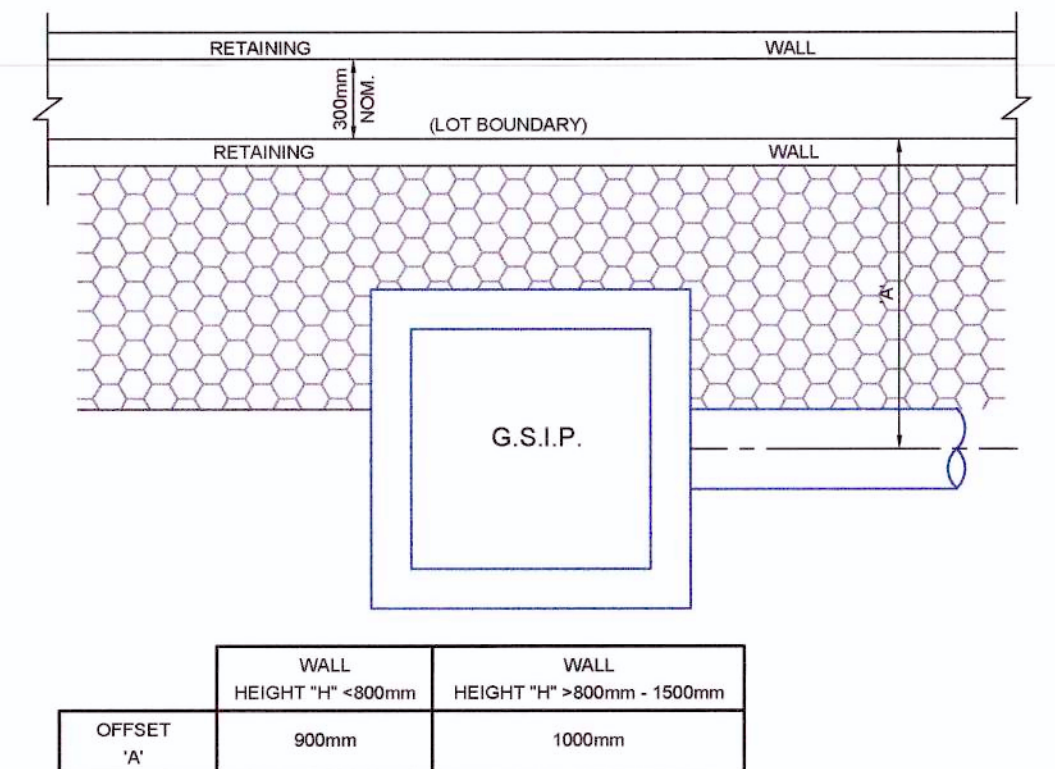 RETAINING WALL
300mm
NOM.
(LOT BOUNDARY)
RETAINING WALL
'A'
G.S.I.P.
WALL WALL
HEIGHT "H" <800mm HEIGHT "H" >800mm - 1500mm
OFFSET
'A' 900mm 1000mm